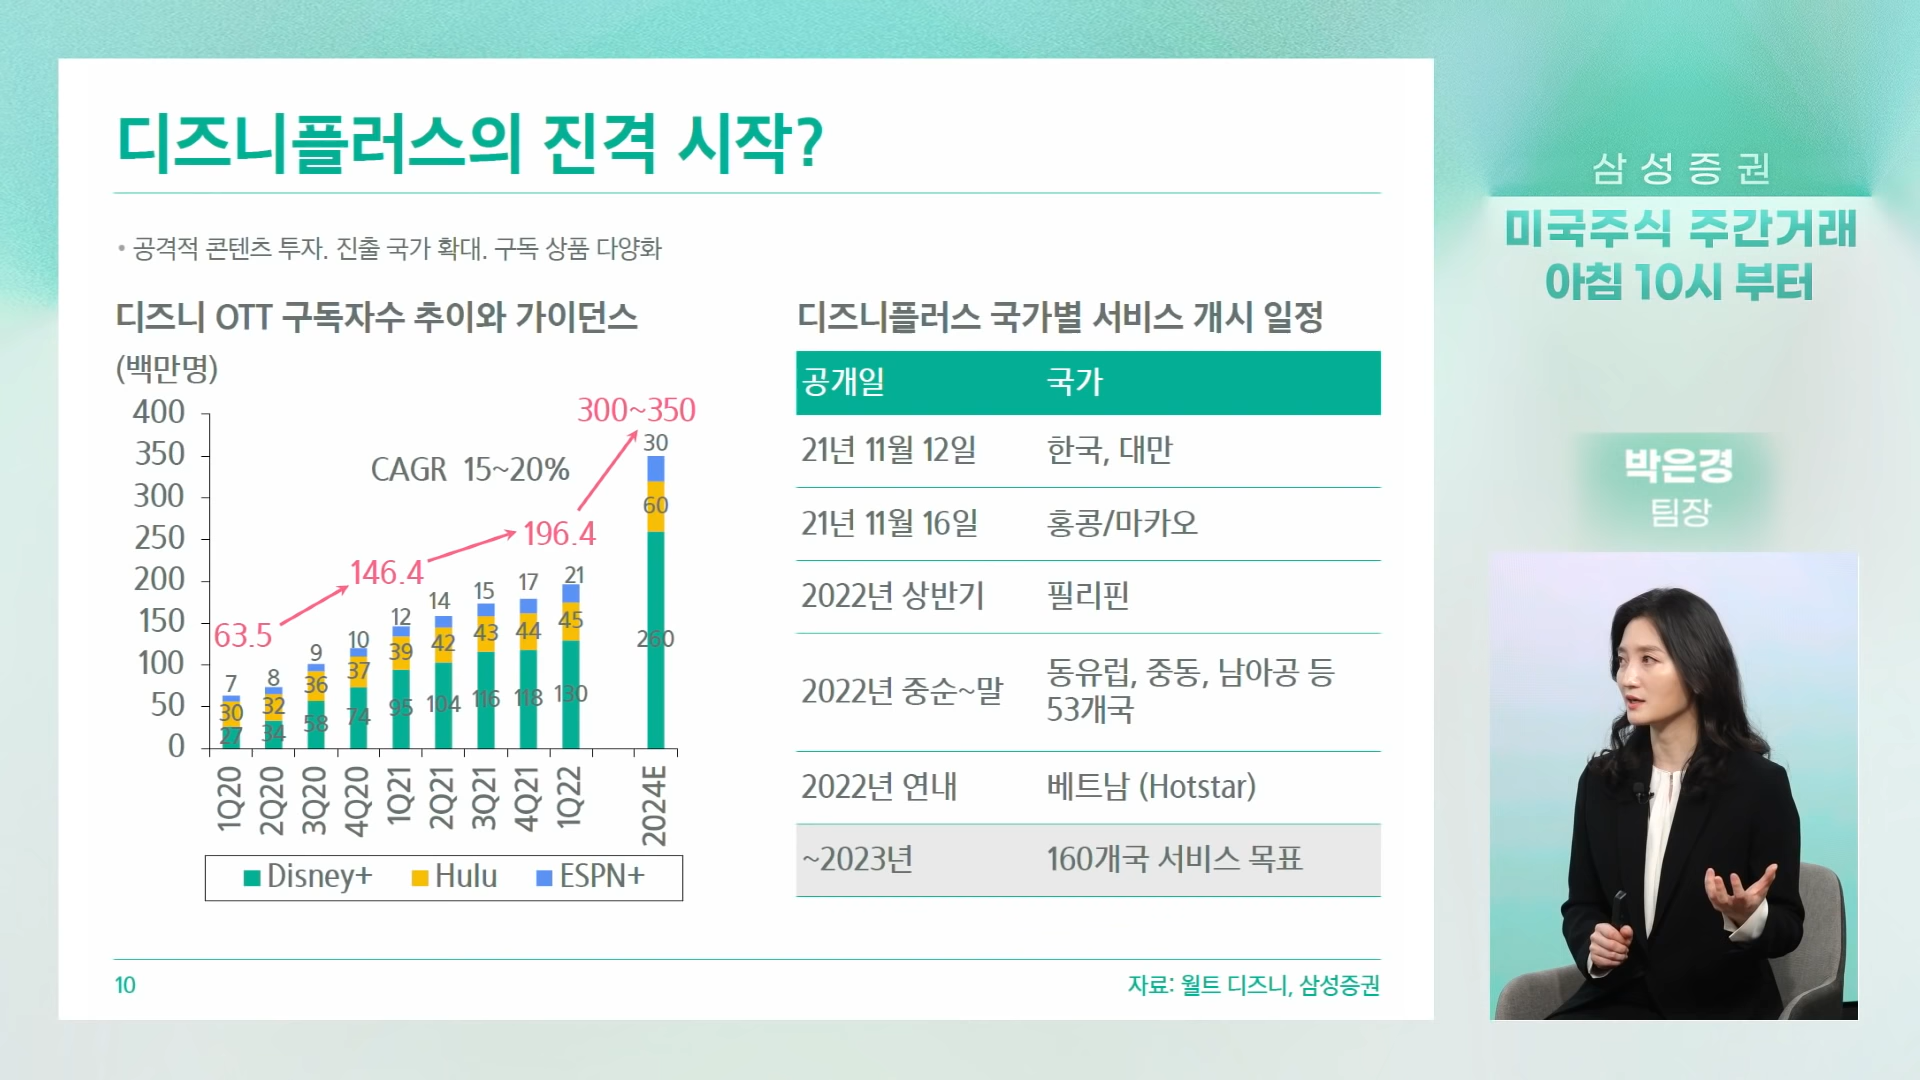 디즈니플러스의 진격 시작?
• 공격적 콘텐츠 투자. 진출 국가 확대. 구독 상품 다양화
디즈니 OTT 구독자수 추이와 가이던스
(백만명)
400
350
300
250
200
150
100
50
0
300~350
CAGR 15~20%
196.4
146.4
63.5
7
30
27
8
32
34
9
36
58
10
37
74
12
39
95
14
42
104
15
43
116
17
44
118
21
45
130
30
60
260
1Q20
2Q20
3Q20
4Q20
1Q21
2Q21
3Q21
4Q21
1Q22
2024E
Disney+ Hulu ESPN+
디즈니플러스 국가별 서비스 개시 일정
공개일 국가
21년 11월 12일 한국, 대만
21년 11월 16일 홍콩/마카오
2022년 상반기 필리핀
2022년 중순~말 동유럽, 중동, 남아공 등
53개국
2022년 연내 베트남 (Hotstar)
~2023년 160개국 서비스 목표
10
자료: 월트 디즈니, 삼성증권
삼성증권
미국주식 주간거래
아침 10시 부터
박은경
팀장